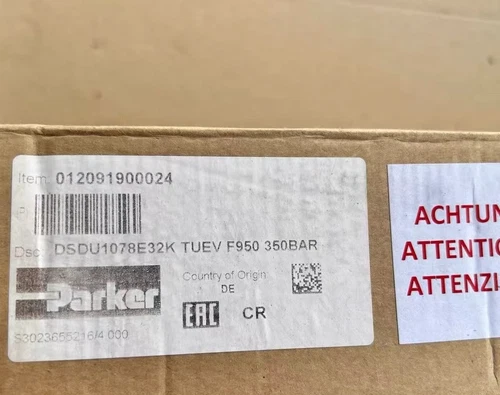 Item: 012091900024
P:
Dsc: DSDU1078E32K TUEV F950 350BAR
Parker
Country of Origin:
DE
EAC
CR
S3023655216/4 000
ACHTUN
ATTENTIO
ATTENZI